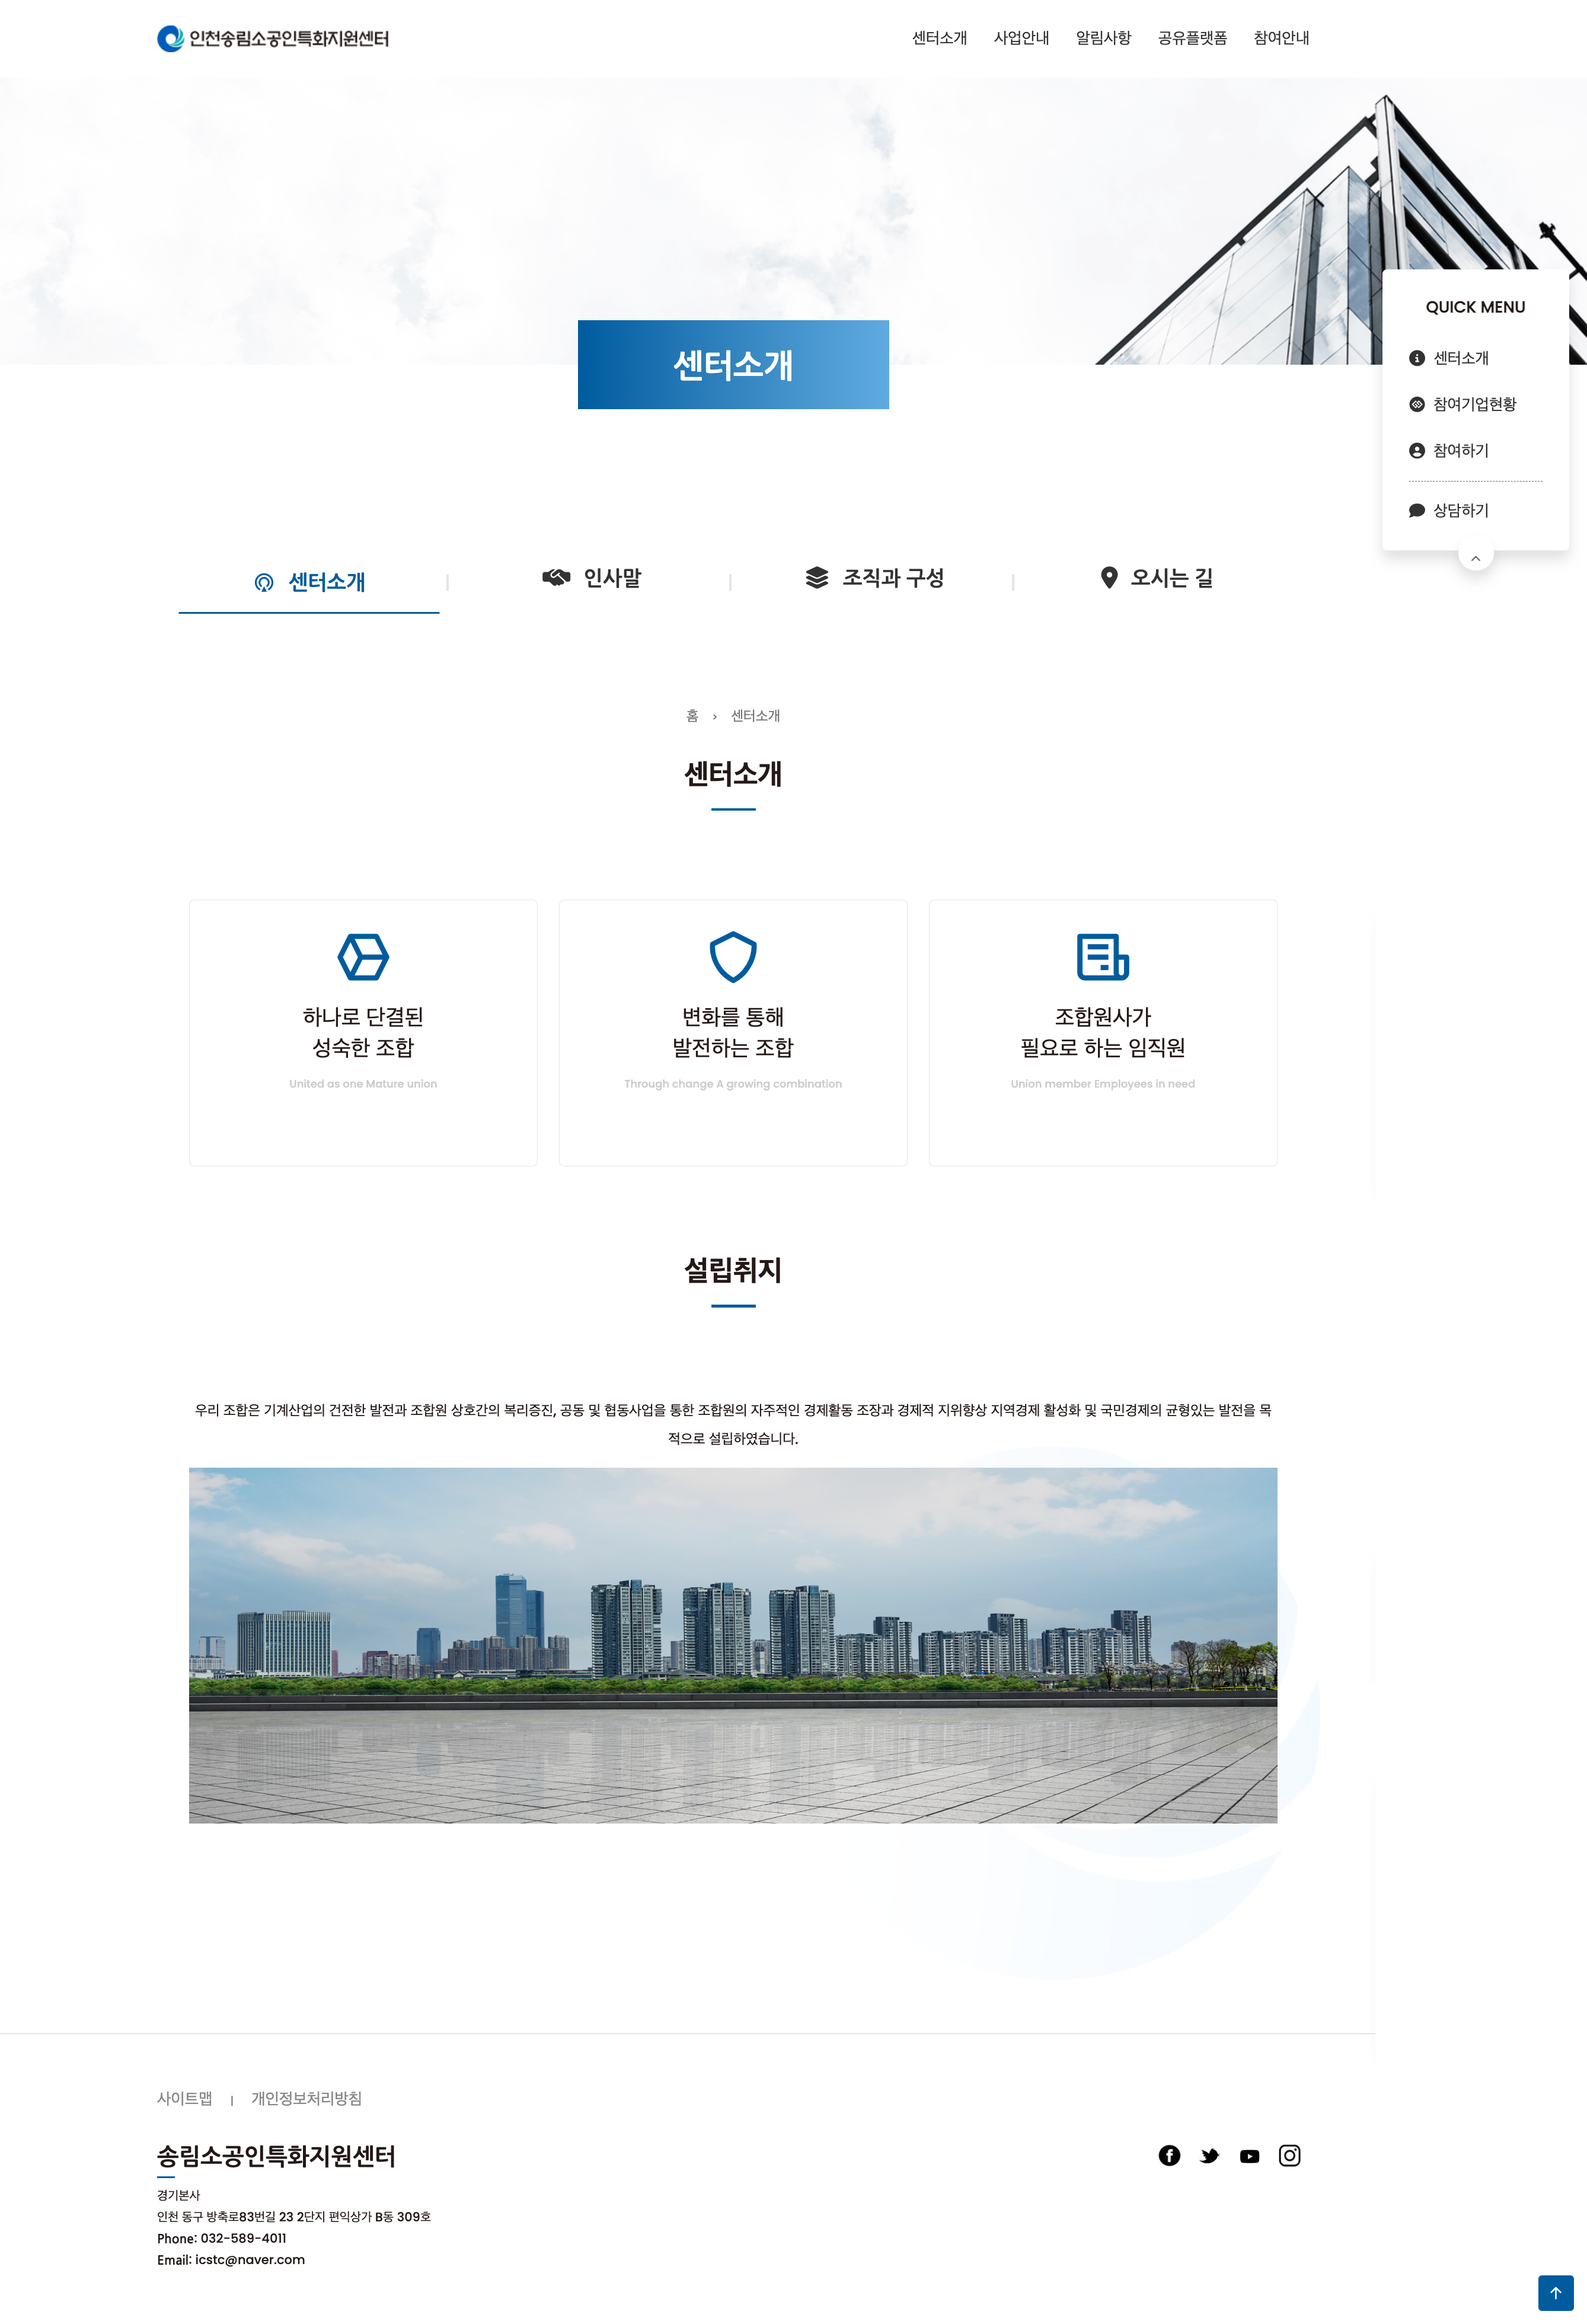 인천송림소공인특화지원센터
센터소개 사업안내 알림사항 공유플랫폼 참여안내
센터소개
QUICK MENU
센터소개
참여기업현황
참여하기
상담하기
센터소개 인사말 조직과 구성 오시는 길
홈 › 센터소개
센터소개
하나로 단결된
성숙한 조합
United as one Mature union
변화를 통해
발전하는 조합
Through change A growing combination
조합원사가
필요로 하는 임직원
Union member Employees in need
설립취지
우리 조합은 기계산업의 건전한 발전과 조합원 상호간의 복리증진, 공동 및 협동사업을 통한 조합원의 자주적인 경제활동 조장과 경제적 지위향상 지역경제 활성화 및 국민경제의 균형있는 발전을 목
적으로 설립하였습니다.
사이트맵 | 개인정보처리방침
송림소공인특화지원센터
경기본사
인천 동구 방축로83번길 23 2단지 편익상가 B동 309호
Phone: 032-589-4011
Email: icstc@naver.com